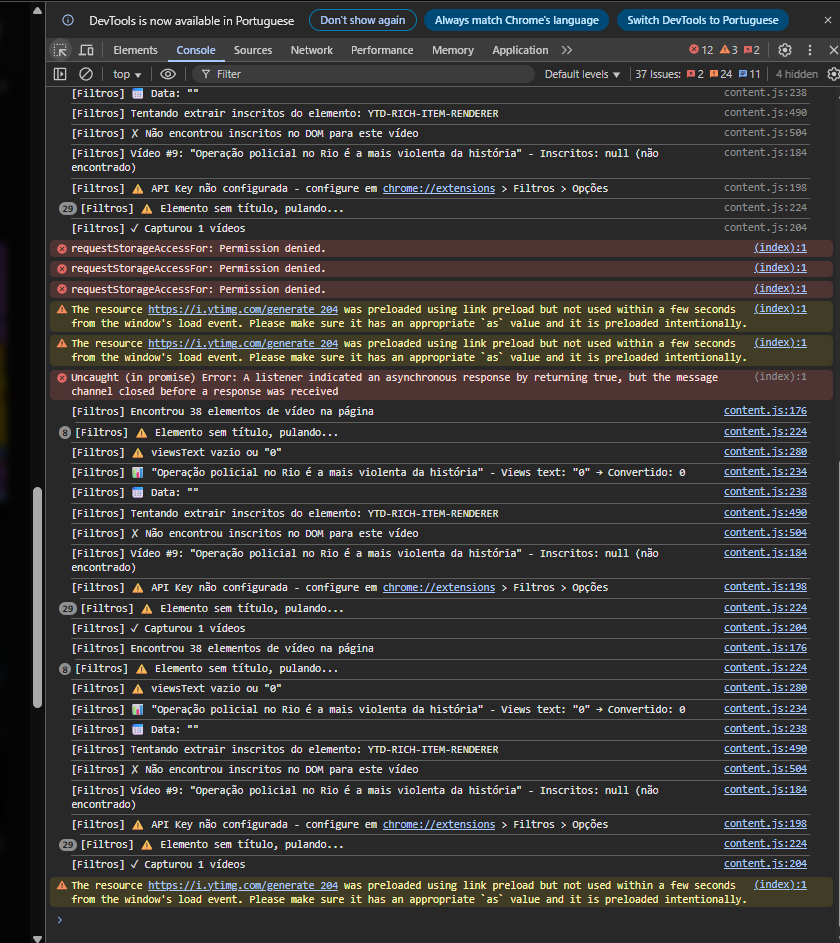 DevTools is now available in Portuguese Don't show again Always match Chrome's language Switch DevTools to Portuguese
Elements Console Sources Network Performance Memory Application 12 3 2
top Filter Default levels 37 Issues: 2 24 11 4 hidden
[Filtros] 📅 Data: "" content.js:238
[Filtros] Tentando extrair inscritos do elemento: YTD-RICH-ITEM-RENDERER content.js:490
[Filtros] ✗ Não encontrou inscritos no DOM para este vídeo content.js:504
[Filtros] Vídeo #9: "Operação policial no Rio é a mais violenta da história" - Inscritos: null (não content.js:184
encontrado)
[Filtros] ⚠ API Key não configurada - configure em chrome://extensions > Filtros > Opções content.js:198
29 [Filtros] ⚠ Elemento sem título, pulando... content.js:224
[Filtros] ✓ Capturou 1 vídeos content.js:204
requestStorageAccessFor: Permission denied. (index):1
requestStorageAccessFor: Permission denied. (index):1
requestStorageAccessFor: Permission denied. (index):1
The resource https://i.ytimg.com/generate_204 was preloaded using link preload but not used within a few seconds (index):1
from the window's load event. Please make sure it has an appropriate `as` value and it is preloaded intentionally.
The resource https://i.ytimg.com/generate_204 was preloaded using link preload but not used within a few seconds (index):1
from the window's load event. Please make sure it has an appropriate `as` value and it is preloaded intentionally.
Uncaught (in promise) Error: A listener indicated an asynchronous response by returning true, but the message (index):1
channel closed before a response was received
[Filtros] Encontrou 38 elementos de vídeo na página content.js:176
8 [Filtros] ⚠ Elemento sem título, pulando... content.js:224
[Filtros] ⚠ viewsText vazio ou "0" content.js:280
[Filtros] 📊 "Operação policial no Rio é a mais violenta da história" - Views text: "0" → Convertido: 0 content.js:234
[Filtros] 📅 Data: "" content.js:238
[Filtros] Tentando extrair inscritos do elemento: YTD-RICH-ITEM-RENDERER content.js:490
[Filtros] ✗ Não encontrou inscritos no DOM para este vídeo content.js:504
[Filtros] Vídeo #9: "Operação policial no Rio é a mais violenta da história" - Inscritos: null (não content.js:184
encontrado)
[Filtros] ⚠ API Key não configurada - configure em chrome://extensions > Filtros > Opções content.js:198
29 [Filtros] ⚠ Elemento sem título, pulando... content.js:224
[Filtros] ✓ Capturou 1 vídeos content.js:204
[Filtros] Encontrou 38 elementos de vídeo na página content.js:176
8 [Filtros] ⚠ Elemento sem título, pulando... content.js:224
[Filtros] ⚠ viewsText vazio ou "0" content.js:280
[Filtros] 📊 "Operação policial no Rio é a mais violenta da história" - Views text: "0" → Convertido: 0 content.js:234
[Filtros] 📅 Data: "" content.js:238
[Filtros] Tentando extrair inscritos do elemento: YTD-RICH-ITEM-RENDERER content.js:490
[Filtros] ✗ Não encontrou inscritos no DOM para este vídeo content.js:504
[Filtros] Vídeo #9: "Operação policial no Rio é a mais violenta da história" - Inscritos: null (não content.js:184
encontrado)
[Filtros] ⚠ API Key não configurada - configure em chrome://extensions > Filtros > Opções content.js:198
29 [Filtros] ⚠ Elemento sem título, pulando... content.js:224
[Filtros] ✓ Capturou 1 vídeos content.js:204
The resource https://i.ytimg.com/generate_204 was preloaded using link preload but not used within a few seconds (index):1
from the window's load event. Please make sure it has an appropriate `as` value and it is preloaded intentionally.